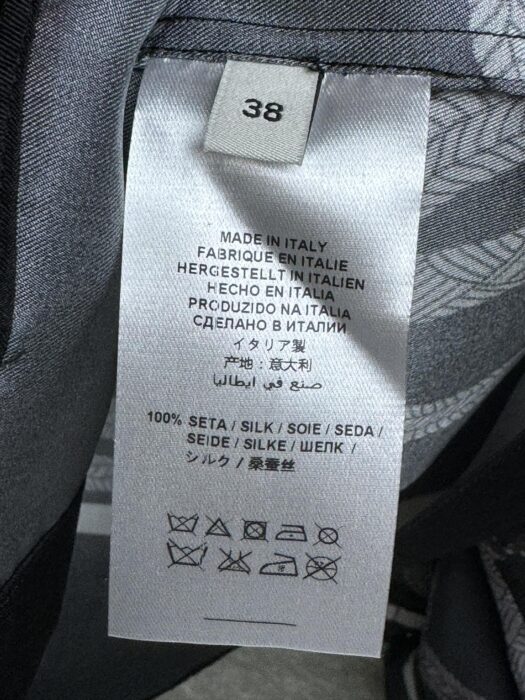 38
MADE IN ITALY
FABRIQUE EN ITALIE
HERGESTELLT IN ITALIEN
HECHO EN ITALIA
PRODUZIDO NA ITALIA
СДЕЛАНО В ИТАЛИИ
イタリア製
产地：意大利
صنع في ايطاليا
100% SETA / SILK / SOIE / SEDA /
SEIDE / SILKE / ШЕЛК /
シルク / 桑蚕丝